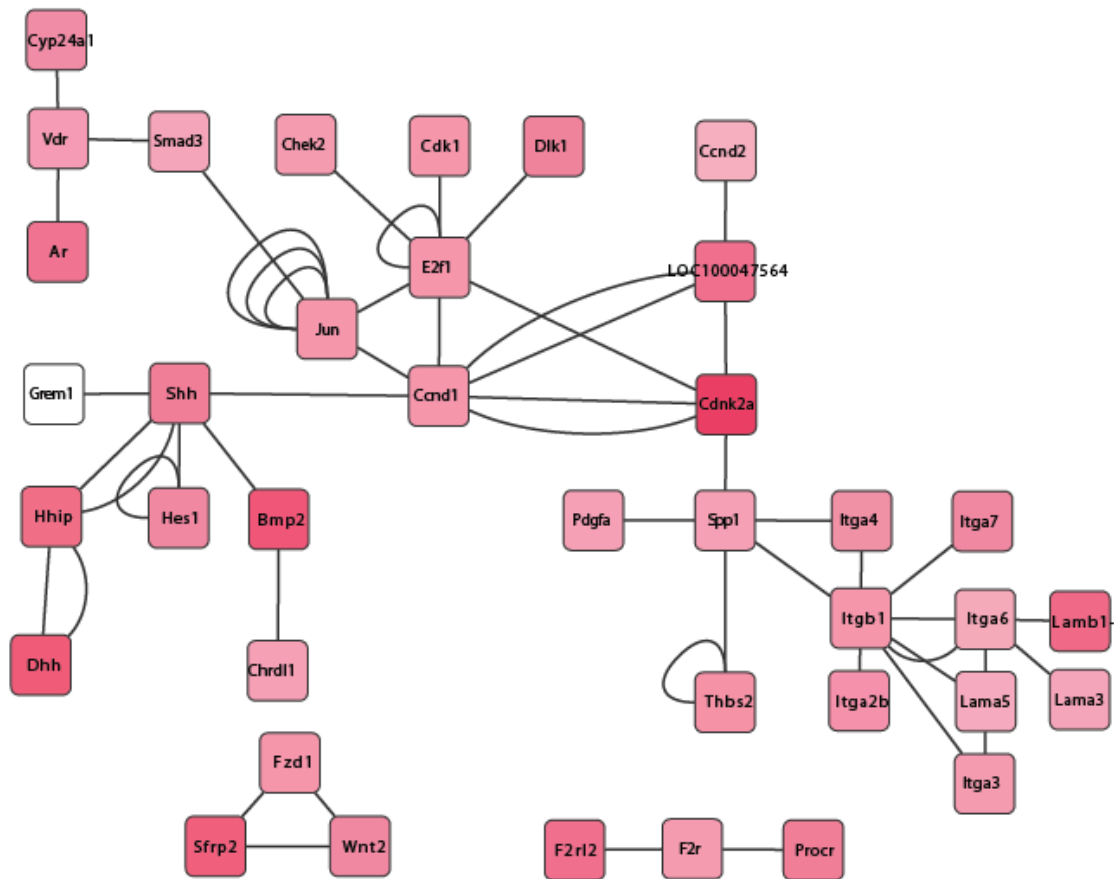 Cyp24a1
Vdr
Smad3
Chek2
Cdk1
Dlk1
Ccnd2
Ar
E2f1
LOC100047564
Jun
Grem1
Shh
Ccnd1
Cdnk2a
Hhip
Hes1
Bmp2
Pdgfa
Spp1
Itga4
Itga7
Itgb1
Itga6
Lamb1-
Dhh
Chrdl1
Thbs2
Itga2b
Lama5
Lama3
Fzd1
Itga3
Sfrp2
Wnt2
F2rl2
F2r
Procr